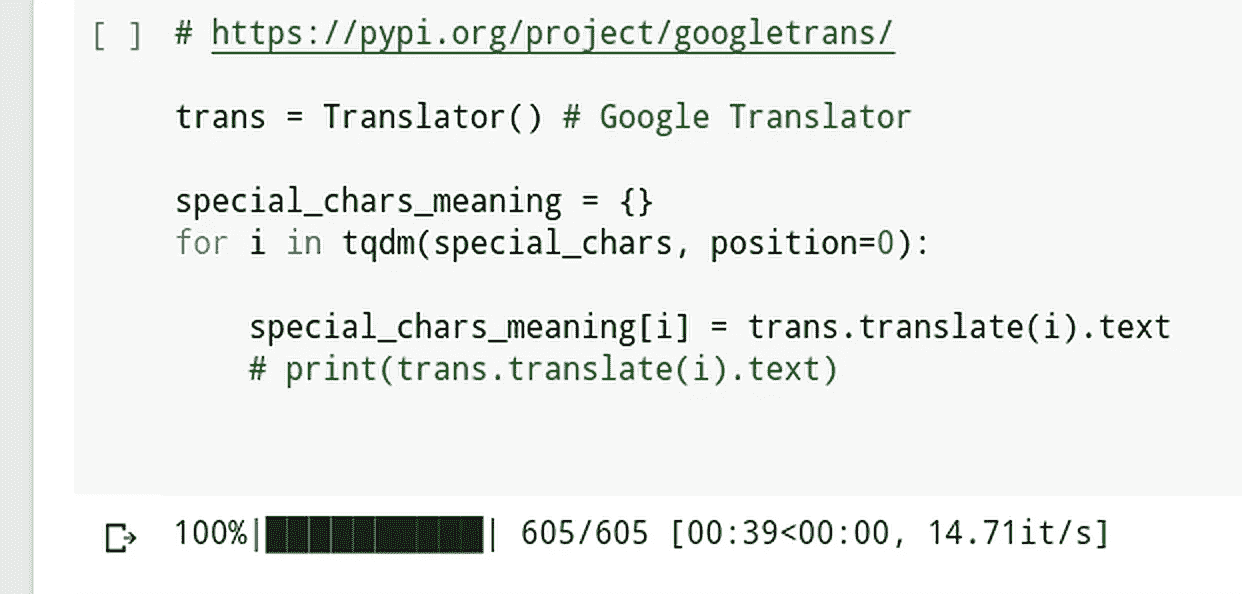 [ ] # https://pypi.org/project/googletrans/
trans = Translator() # Google Translator
special_chars_meaning = {}
for i in tqdm(special_chars, position=0):
special_chars_meaning[i] = trans.translate(i).text
# print(trans.translate(i).text)
100%|██████████| 605/605 [00:39<00:00, 14.71it/s]